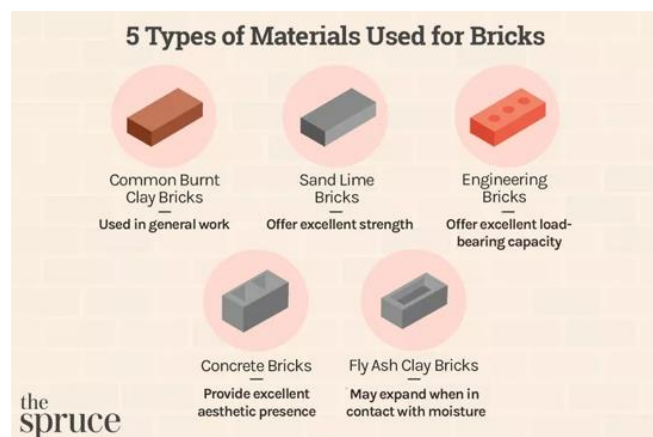 5 Types of Materials Used for Bricks
Common Burnt
Clay Bricks
Used in general work
Sand Lime
Bricks
Offer excellent strength
Engineering
Bricks
Offer excellent load-
bearing capacity
Concrete Bricks
Provide excellent
aesthetic presence
Fly Ash Clay Bricks
May expand when in
contact with moisture
the
spruce